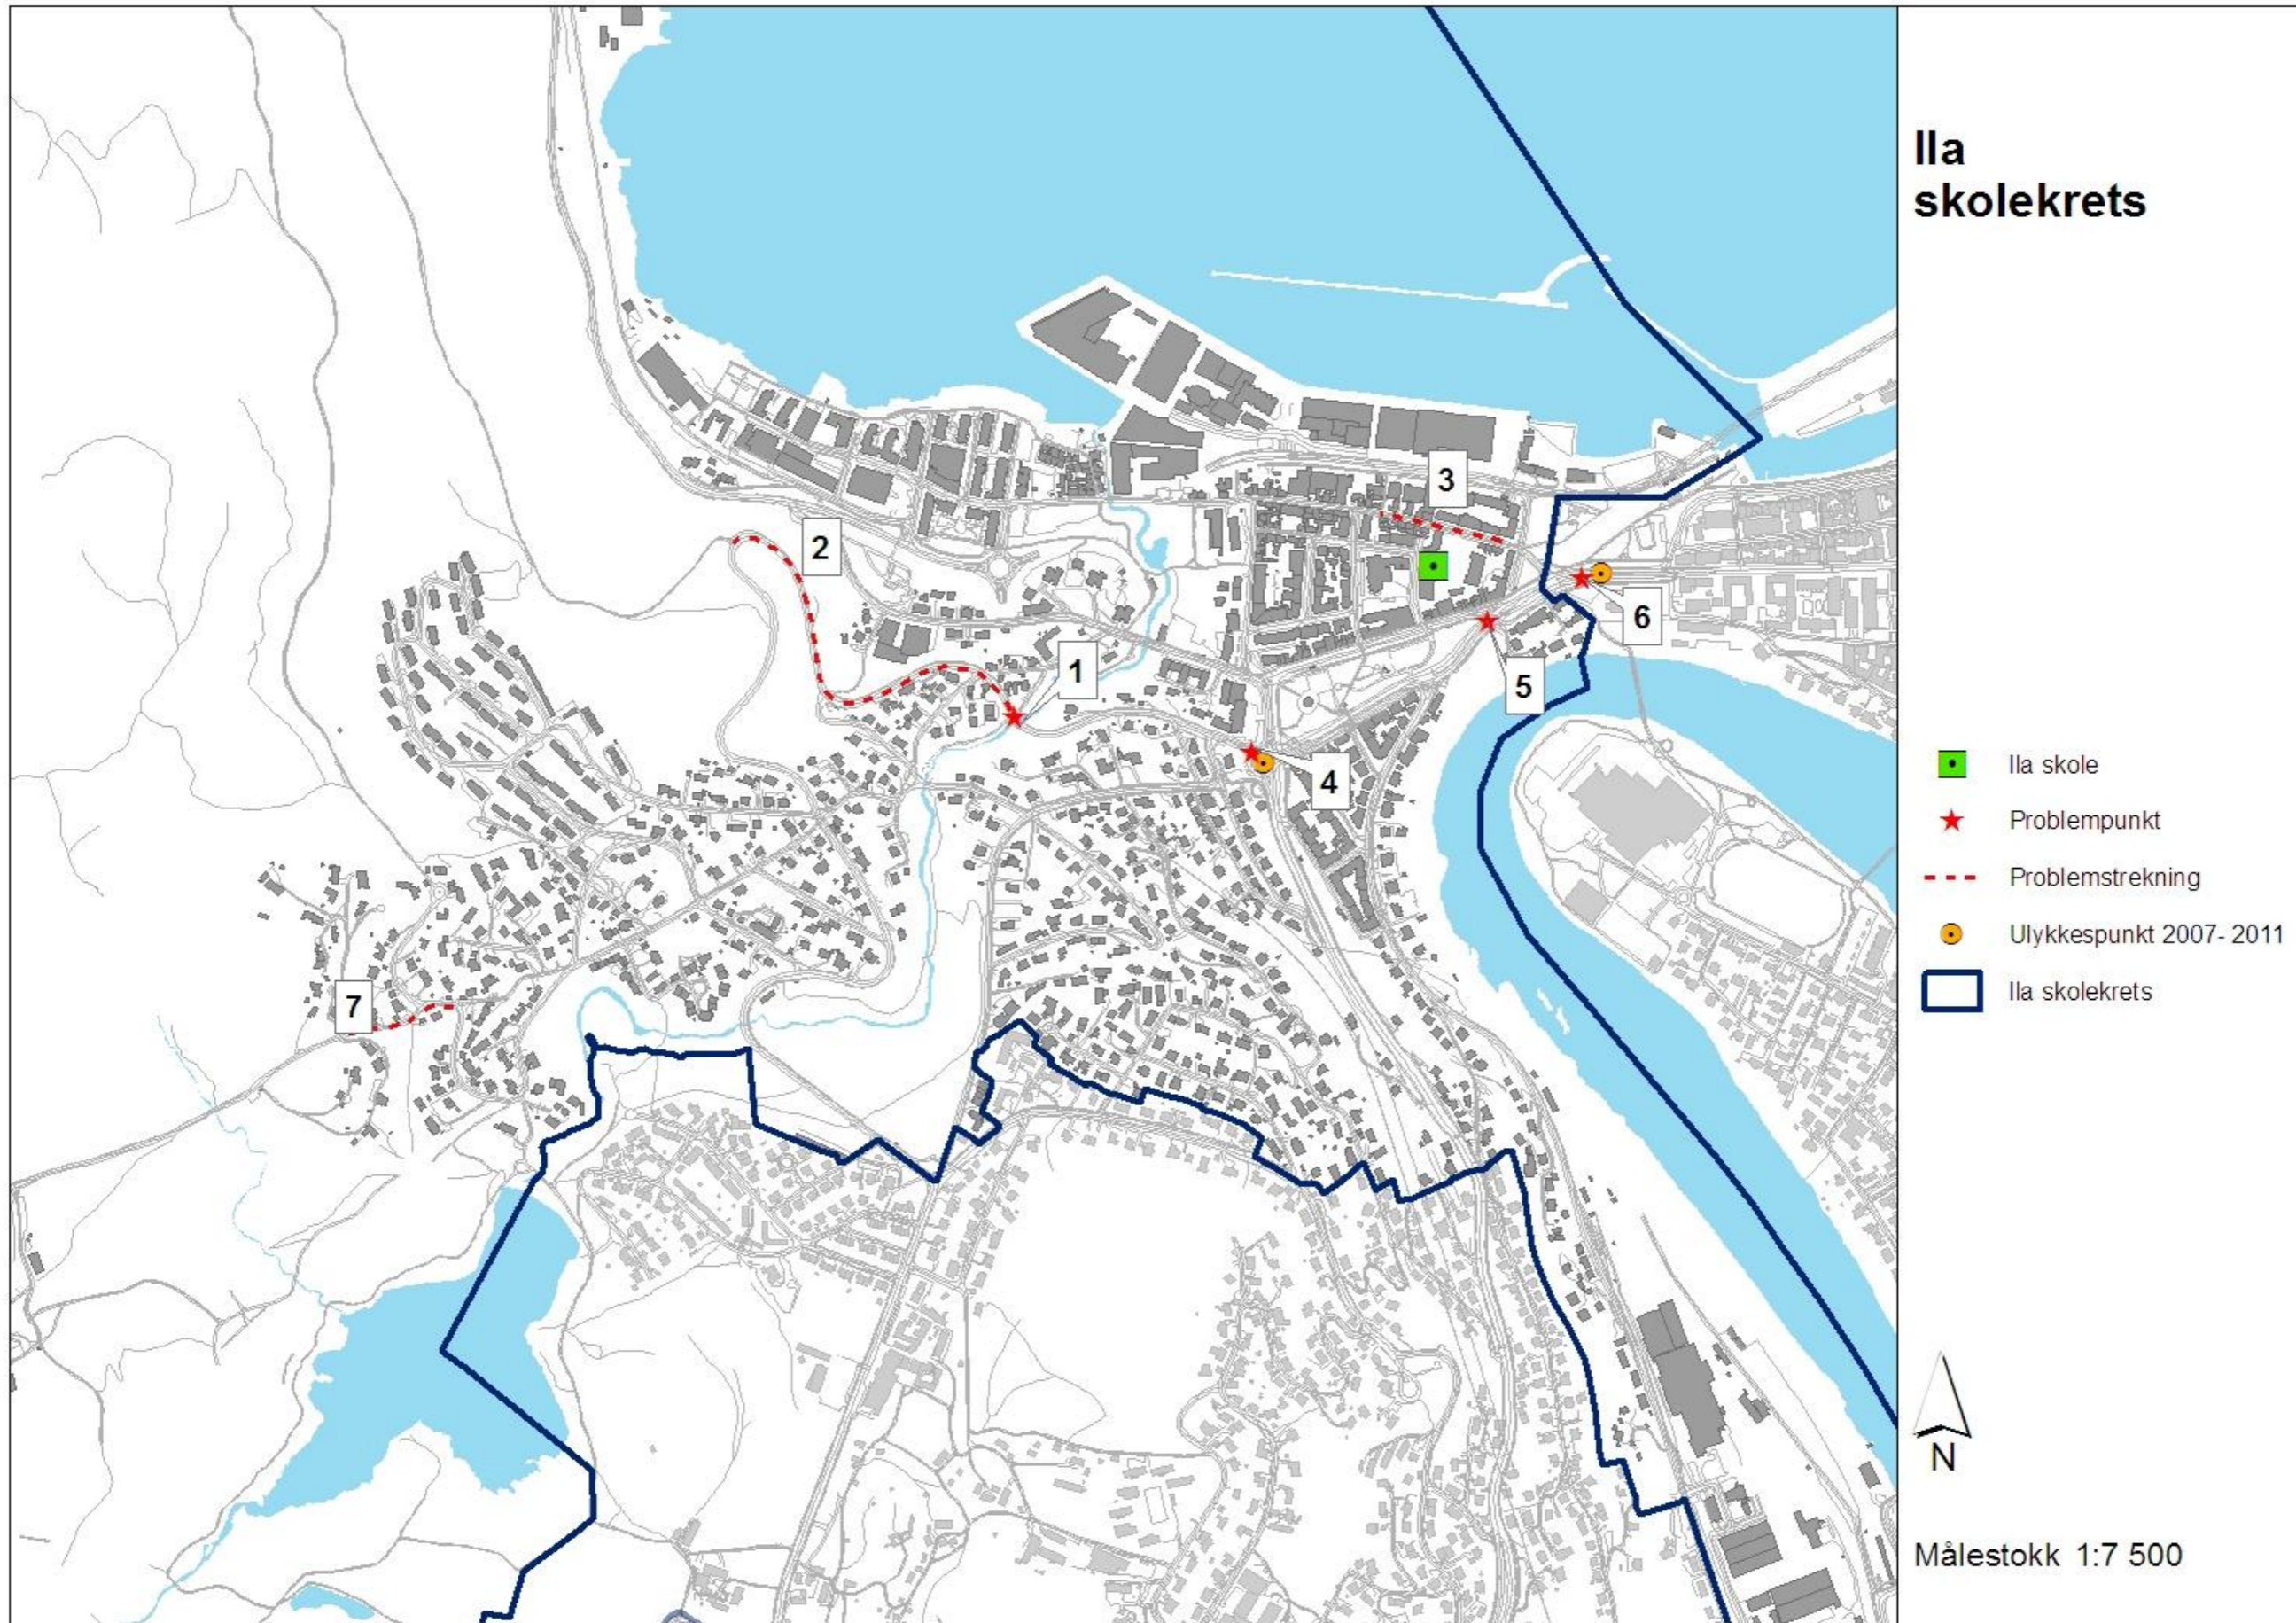 Ila
skolekrets
3
2
6
1
5
4
7
Ila skole
Problempunkt
Problemstrekning
Ulykkespunkt 2007-2011
Ila skolekrets
N
Målestokk 1:7 500